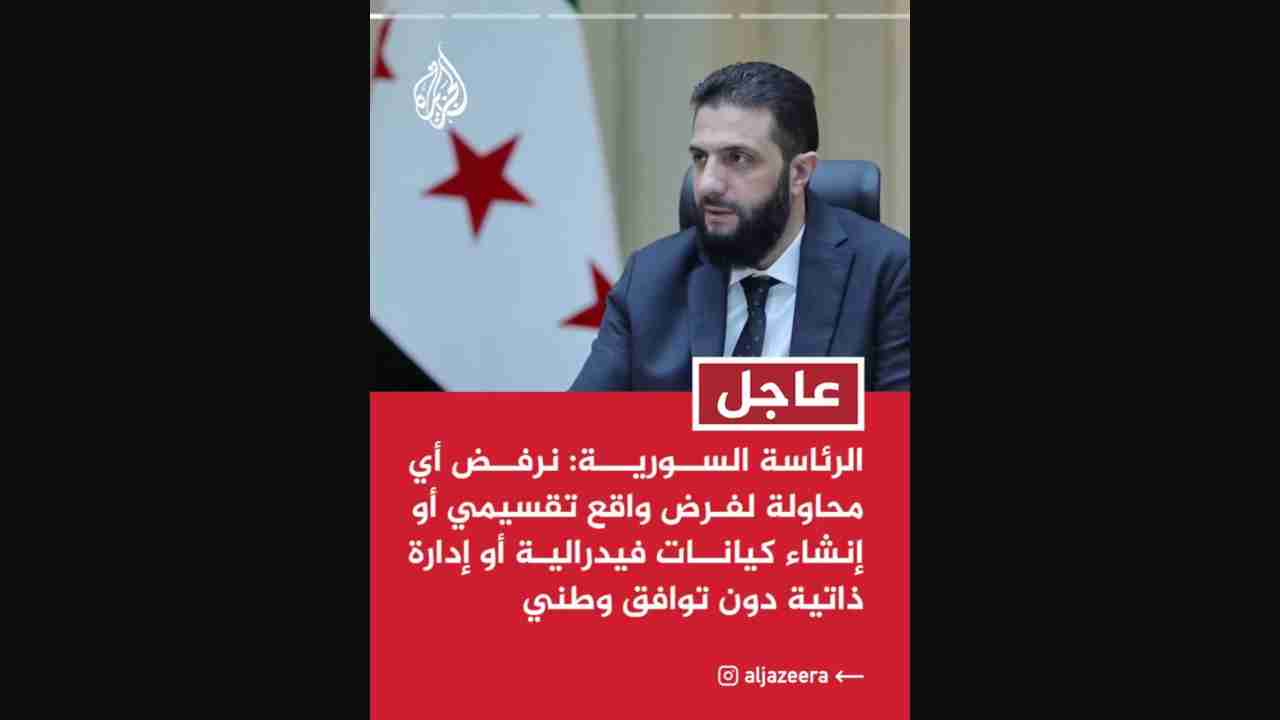 الجزيرة
عاجل
الرئاسة السورية: نرفض أي
محاولة لفرض واقع تقسيمي أو
إنشاء كيانات فيدرالية أو إدارة
ذاتية دون توافق وطني
aljazeera